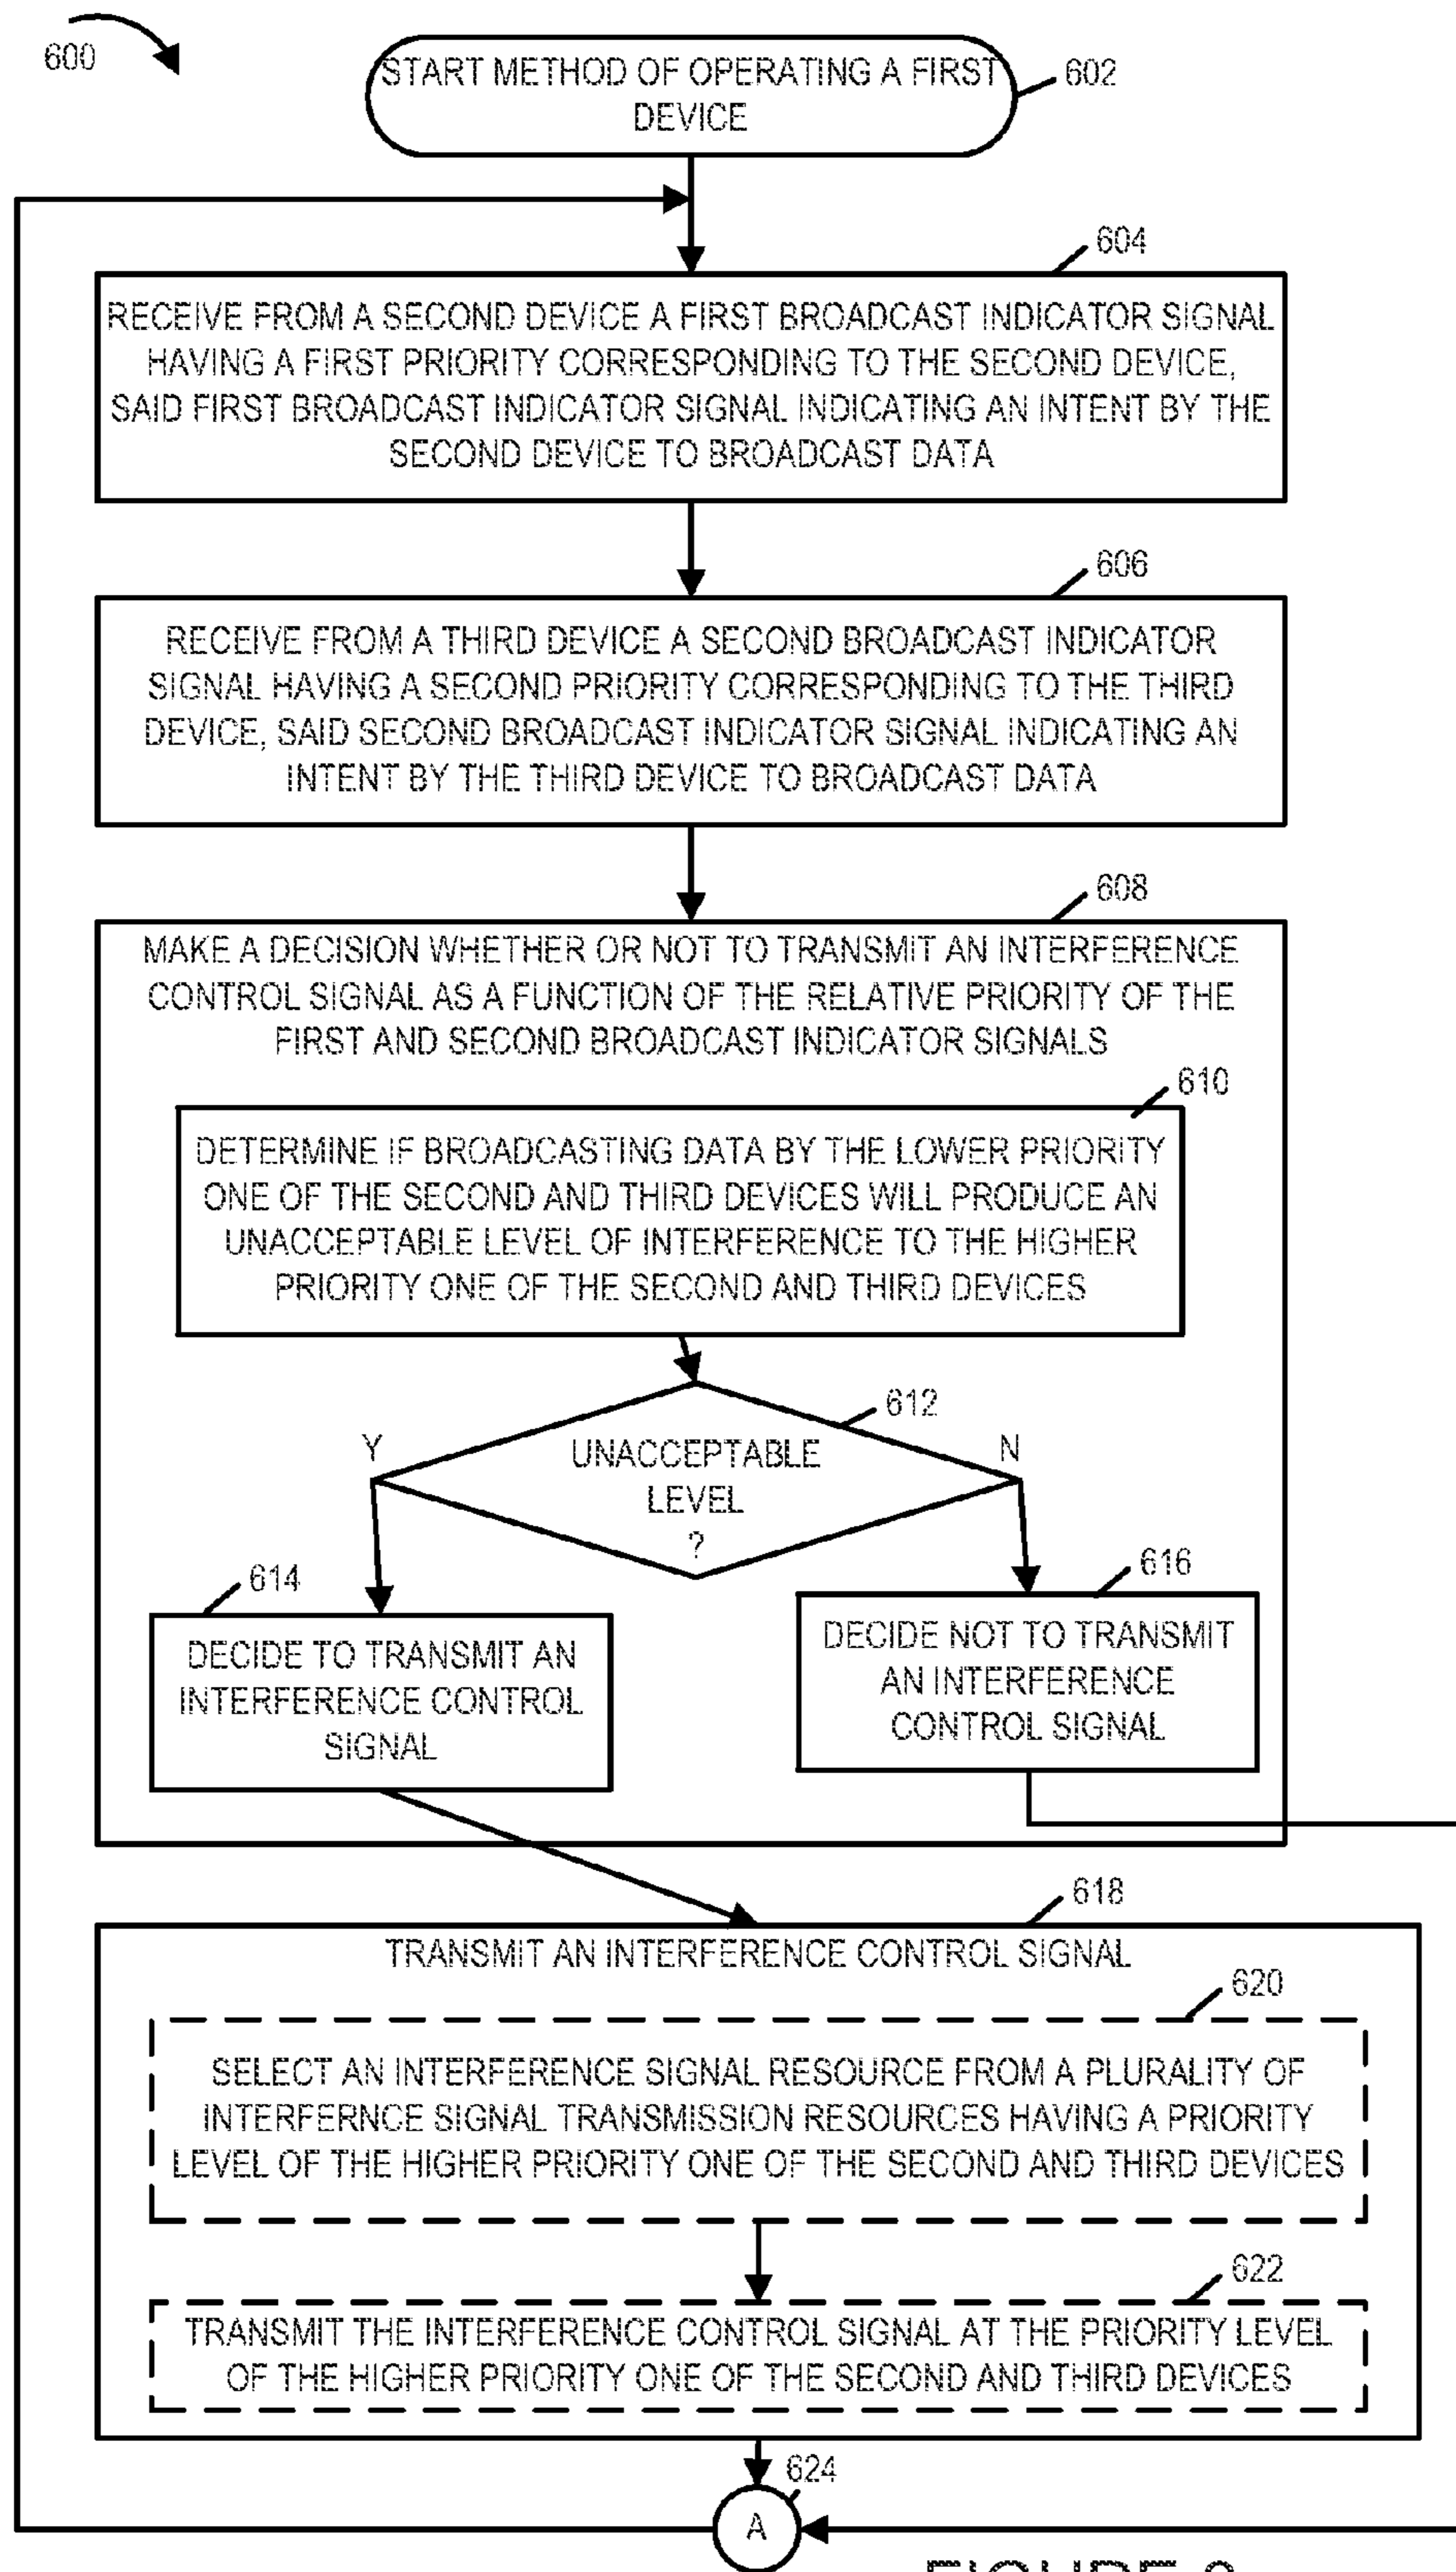 600
START METHOD OF OPERATING A FIRST
DEVICE
602
604
RECEIVE FROM A SECOND DEVICE A FIRST BROADCAST INDICATOR SIGNAL
HAVING A FIRST PRIORITY CORRESPONDING TO THE SECOND DEVICE,
SAID FIRST BROADCAST INDICATOR SIGNAL INDICATING AN INTENT BY THE
SECOND DEVICE TO BROADCAST DATA
606
RECEIVE FROM A THIRD DEVICE A SECOND BROADCAST INDICATOR
SIGNAL HAVING A SECOND PRIORITY CORRESPONDING TO THE THIRD
DEVICE, SAID SECOND BROADCAST INDICATOR SIGNAL INDICATING AN
INTENT BY THE THIRD DEVICE TO BROADCAST DATA
608
MAKE A DECISION WHETHER OR NOT TO TRANSMIT AN INTERFERENCE
CONTROL SIGNAL AS A FUNCTION OF THE RELATIVE PRIORITY OF THE
FIRST AND SECOND BROADCAST INDICATOR SIGNALS
610
DETERMINE IF BROADCASTING DATA BY THE LOWER PRIORITY
ONE OF THE SECOND AND THIRD DEVICES WILL PRODUCE AN
UNACCEPTABLE LEVEL OF INTERFERENCE TO THE HIGHER
PRIORITY ONE OF THE SECOND AND THIRD DEVICES
612
Y
UNACCEPTABLE
LEVEL
?
N
614
DECIDE TO TRANSMIT AN
INTERFERENCE CONTROL
SIGNAL
616
DECIDE NOT TO TRANSMIT
AN INTERFERENCE
CONTROL SIGNAL
618
TRANSMIT AN INTERFERENCE CONTROL SIGNAL
620
SELECT AN INTERFERENCE SIGNAL RESOURCE FROM A PLURALITY OF
INTERFERNCE SIGNAL TRANSMISSION RESOURCES HAVING A PRIORITY
LEVEL OF THE HIGHER PRIORITY ONE OF THE SECOND AND THIRD DEVICES
622
TRANSMIT THE INTERFERENCE CONTROL SIGNAL AT THE PRIORITY LEVEL
OF THE HIGHER PRIORITY ONE OF THE SECOND AND THIRD DEVICES
624
A
FIGURE